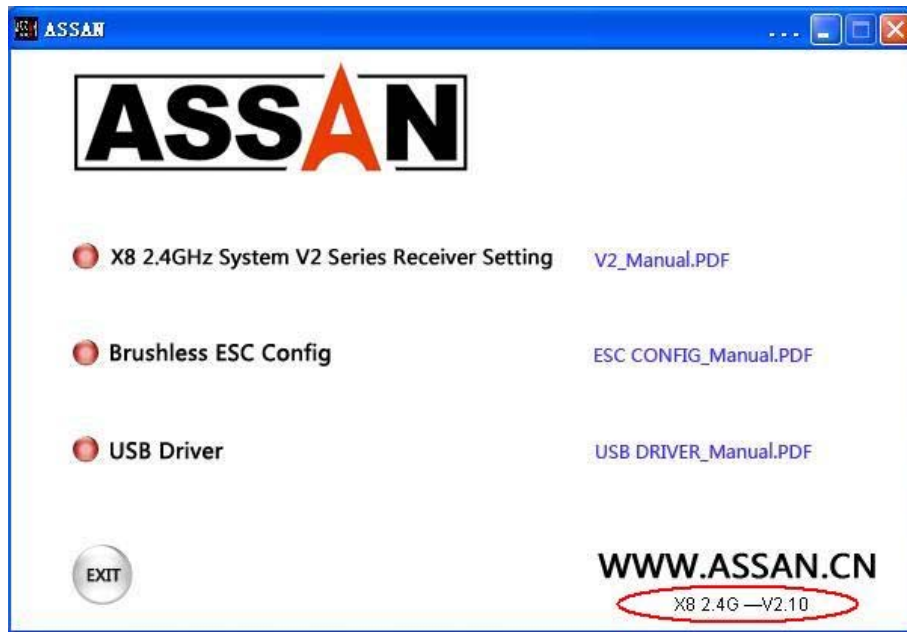 ASSAN
...
ASSAN
X8 2.4GHz System V2 Series Receiver Setting
V2_Manual.PDF
Brushless ESC Config
ESC CONFIG_Manual.PDF
USB Driver
USB DRIVER_Manual.PDF
EXIT
WWW.ASSAN.CN
X8 2.4G —V2.10